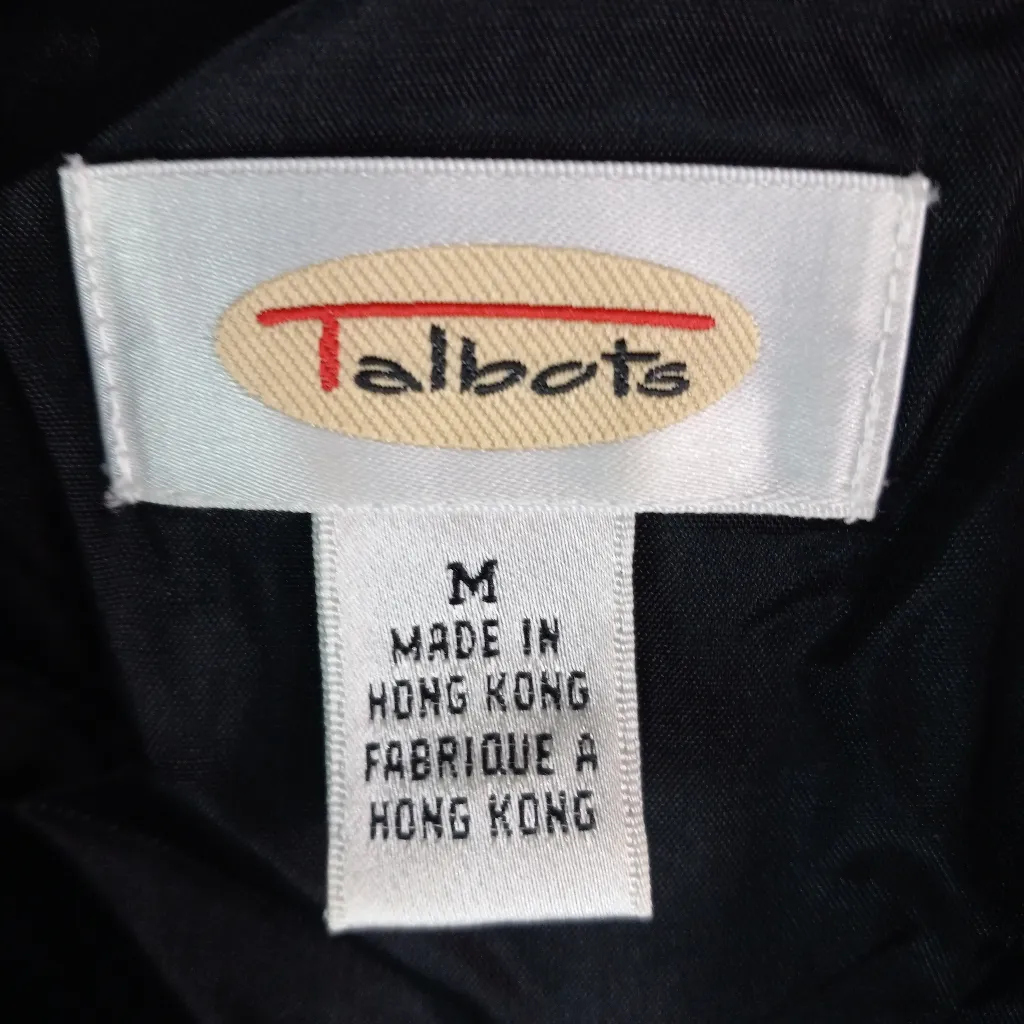 Talbots
M
MADE IN
HONG KONG
FABRIQUE A
HONG KONG